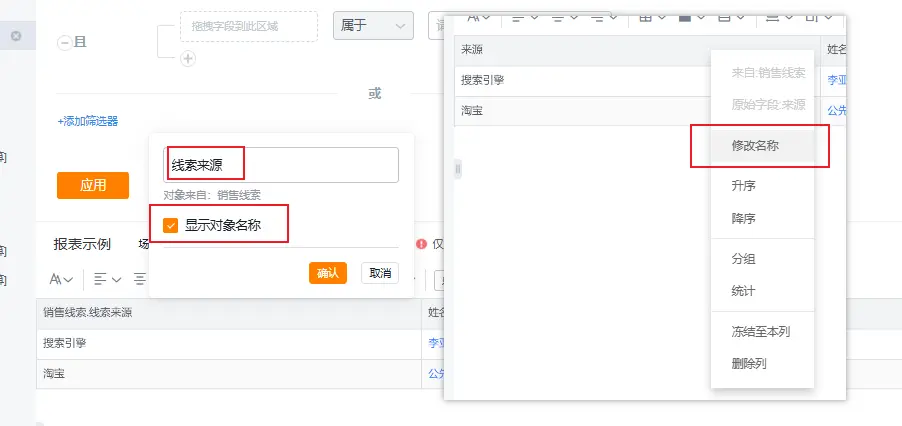 且
拖拽字段到此区域
属于
或
+添加筛选器
应用
线索来源
对象来自：销售线索
显示对象名称
确认
取消
报表示例
仅
销售线索.线索来源
姓名
搜索引擎
李亚
淘宝
公先
来源
姓名
搜索引擎
李亚
淘宝
公先
来自:销售线索
原始字段:来源
修改名称
升序
降序
分组
统计
冻结至本列
删除列